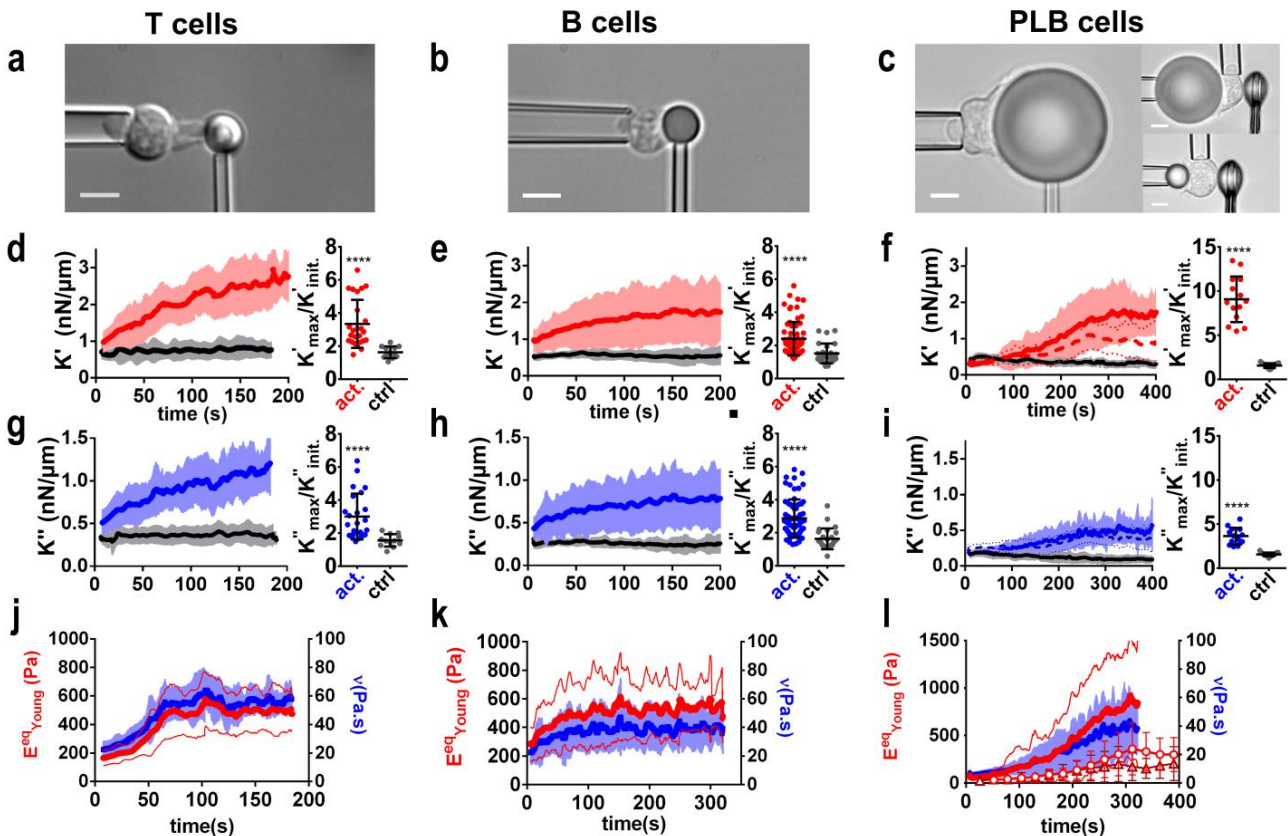 T cells
B cells
PLB cells
a
b
c
d
K' (nN/μm)
3
2
1
0
0 50 100 150 200
time (s)
K'max/K'init.
8
6
4
2
0
****
act.
ctrl
e
K' (nN/μm)
3
2
1
0
0 50 100 150 200
time (s)
K'max/K'init.
8
6
4
2
0
****
act.
ctrl
f
K' (nN/μm)
3
2
1
0
0 100 200 300 400
time (s)
K'max/K'init.
15
10
5
0
****
act.
ctrl
g
K'' (nN/μm)
1.5
1.0
0.5
0.0
0 50 100 150 200
time (s)
K''max/K''init.
8
6
4
2
0
****
act.
ctrl
h
K'' (nN/μm)
1.5
1.0
0.5
0.0
0 50 100 150 200
time (s)
K''max/K''init.
8
6
4
2
0
****
act.
ctrl
i
K'' (nN/μm)
1.5
1.0
0.5
0.0
0 100 200 300 400
time (s)
K''max/K''init.
15
10
5
0
****
act.
ctrl
j
E^eq Young (Pa)
1000
800
600
400
200
0
0 50 100 150 200
time(s)
100
80
60
40
20
0
ν(Pa.s)
k
E^eq Young (Pa)
1000
800
600
400
200
0
0 100 200 300
time(s)
100
80
60
40
20
0
ν(Pa.s)
l
E^eq Young (Pa)
1500
1000
500
0
0 100 200 300 400
time(s)
100
80
60
40
20
0
ν(Pa.s)